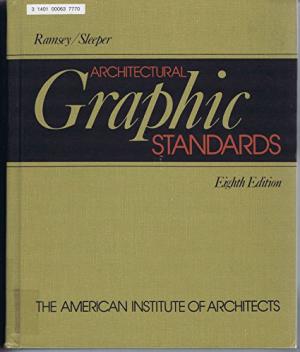 3 1401 00063 7770
Ramsey/Sleeper
ARCHITECTURAL
Graphic
STANDARDS
Eighth Edition
THE AMERICAN INSTITUTE OF ARCHITECTS